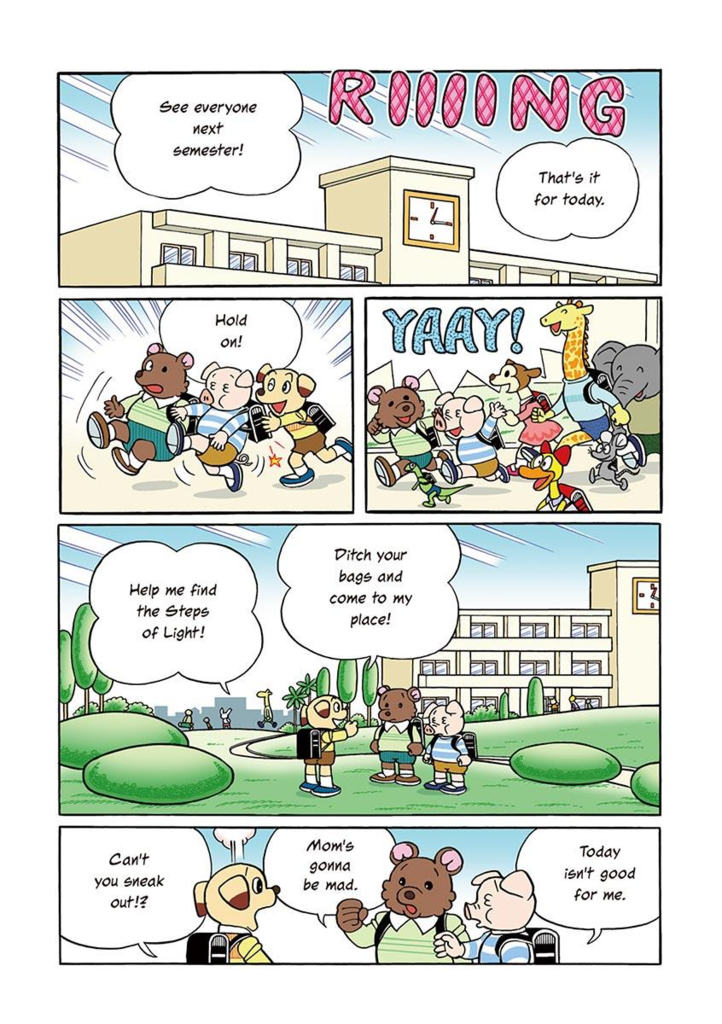 RIIIIING
See everyone
next
semester!
That's it
for today.
Hold
on!
YAAY!
Help me find
the Steps
of Light!
Ditch your
bags and
come to my
place!
Can't
you sneak
out!?
Mom's
gonna
be mad.
Today
isn't good
for me.